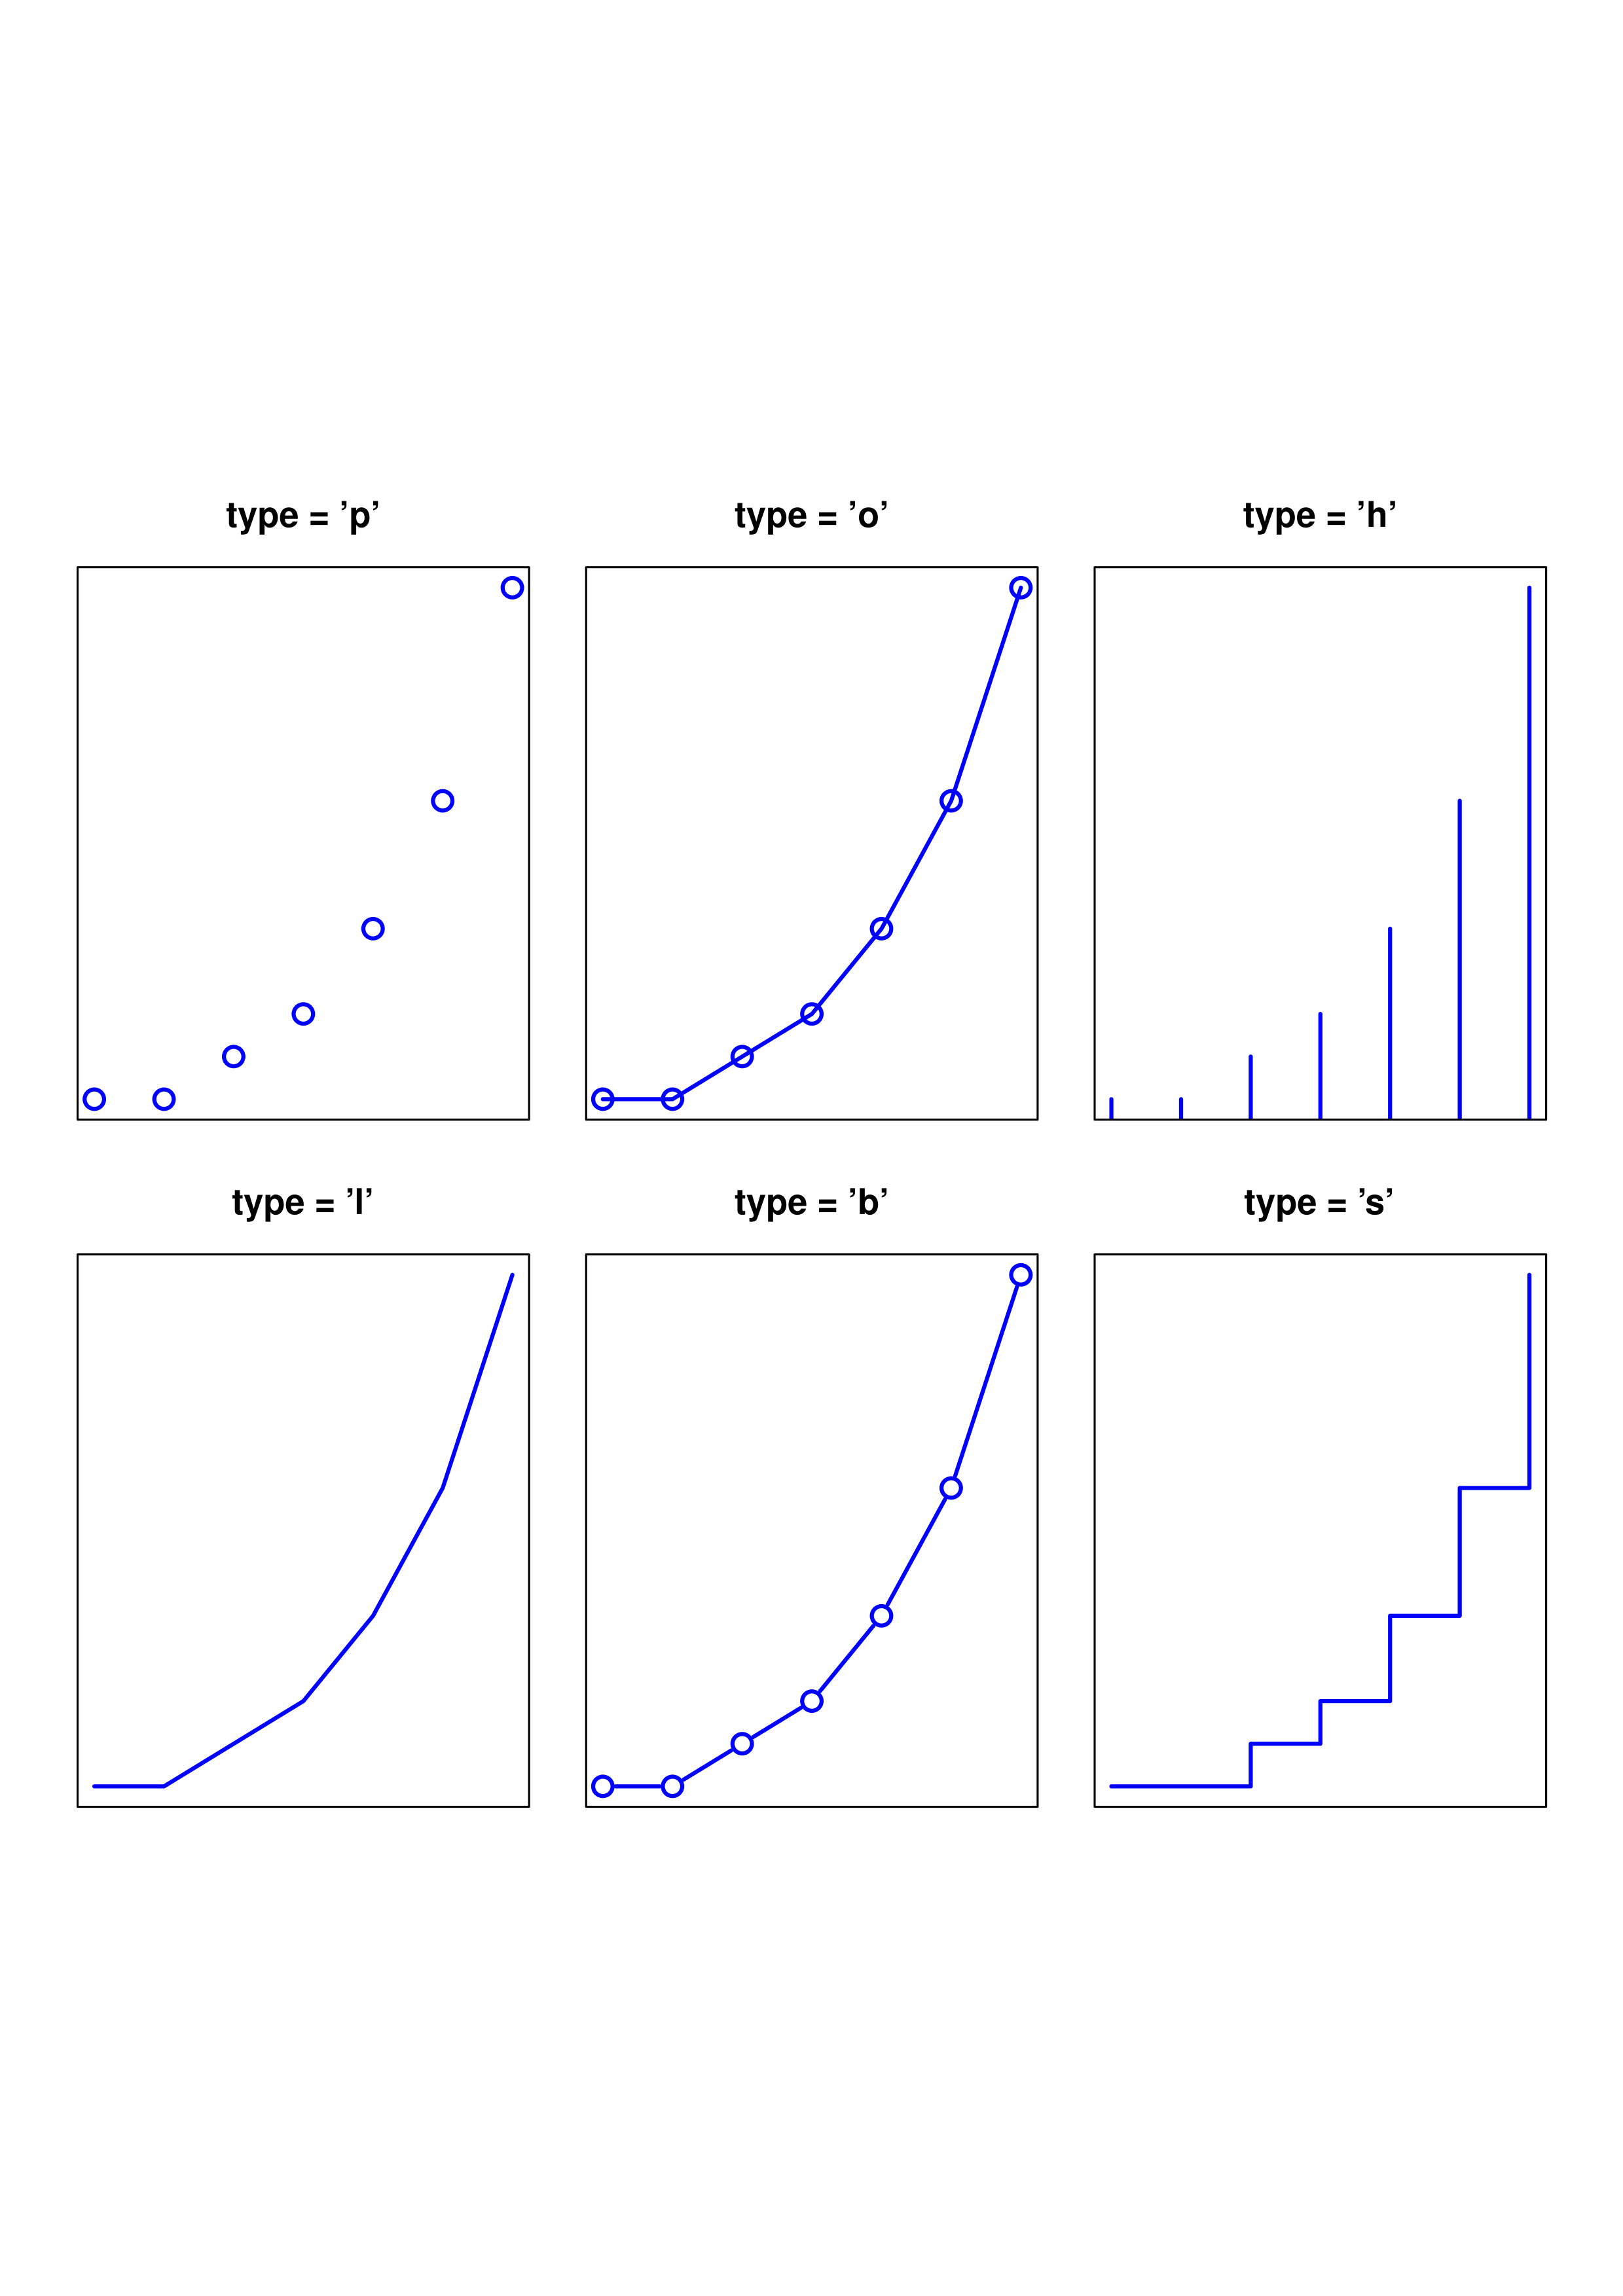 type = ’p’
type = ’o’
type = ’h’
type = ’l’
type = ’b’
type = ’s’